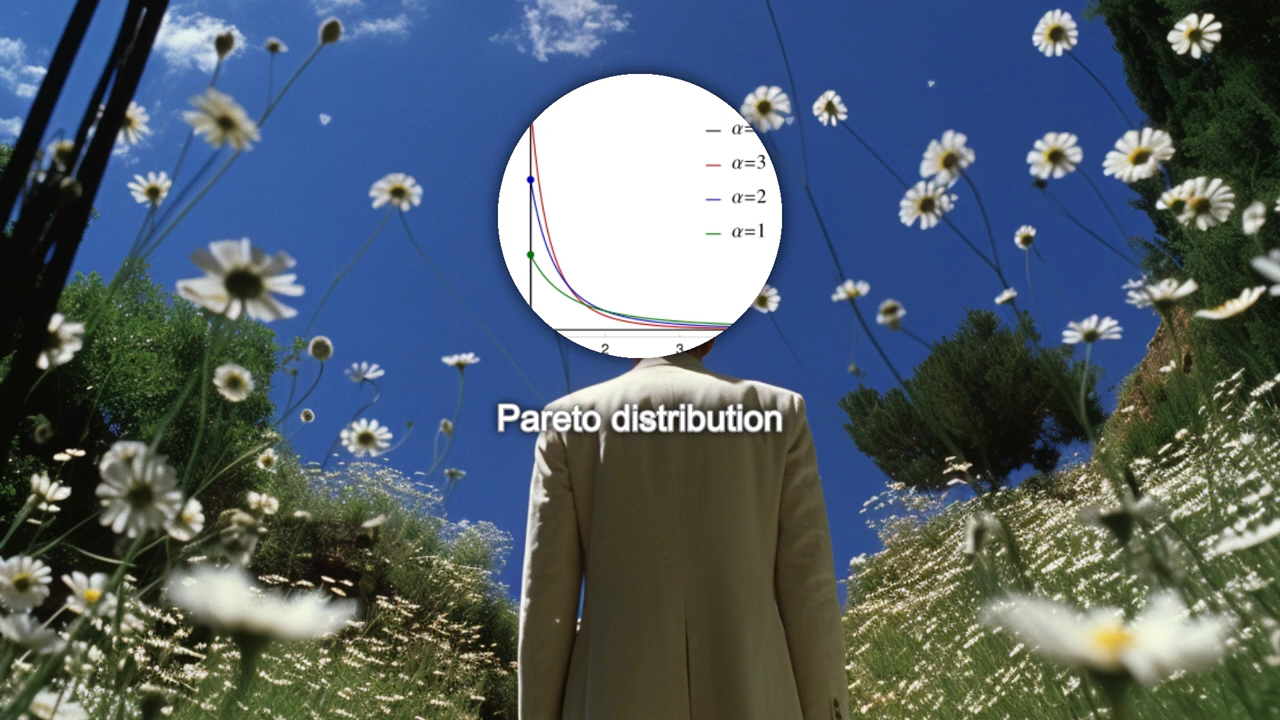 α=
α=3
α=2
α=1
2 3
Pareto distribution